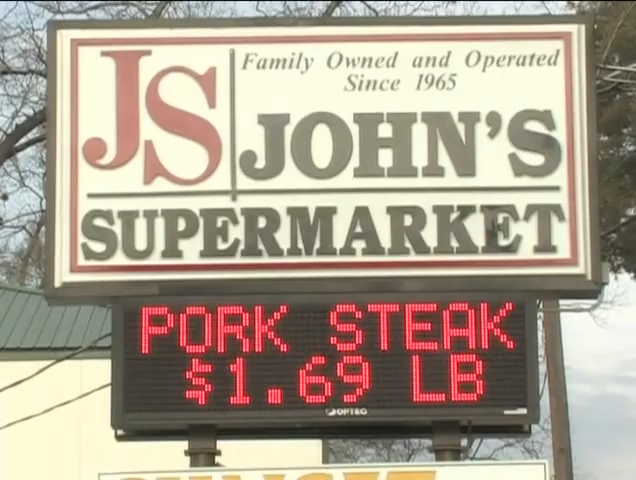 JS
Family Owned and Operated
Since 1965
JOHN'S
SUPERMARKET
PORK STEAK
$1.69 LB
OPTEC